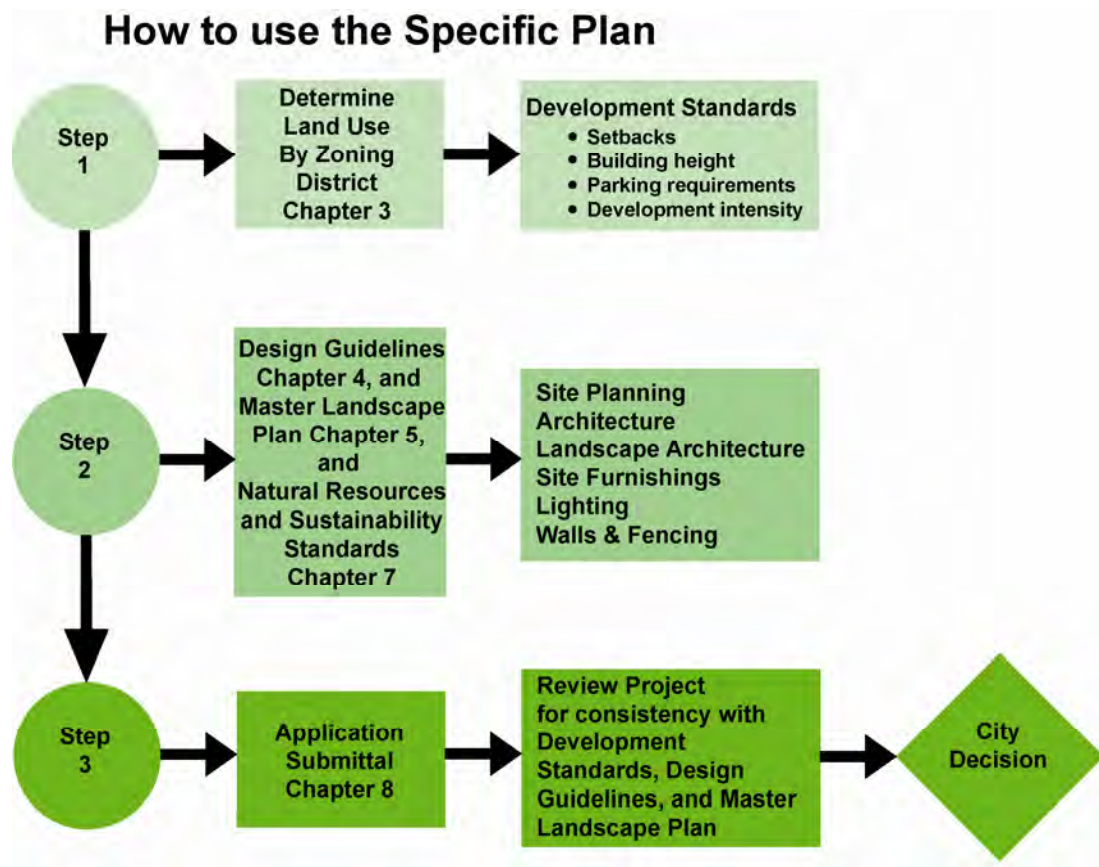 How to use the Specific Plan
Step
1
Determine
Land Use
By Zoning
District
Chapter 3
Development Standards
• Setbacks
• Building height
• Parking requirements
• Development intensity
Step
2
Design Guidelines
Chapter 4, and
Master Landscape
Plan Chapter 5,
and
Natural Resources
and Sustainability
Standards
Chapter 7
Site Planning
Architecture
Landscape Architecture
Site Furnishings
Lighting
Walls & Fencing
Step
3
Application
Submittal
Chapter 8
Review Project
for consistency with
Development
Standards, Design
Guidelines, and Master
Landscape Plan
City
Decision